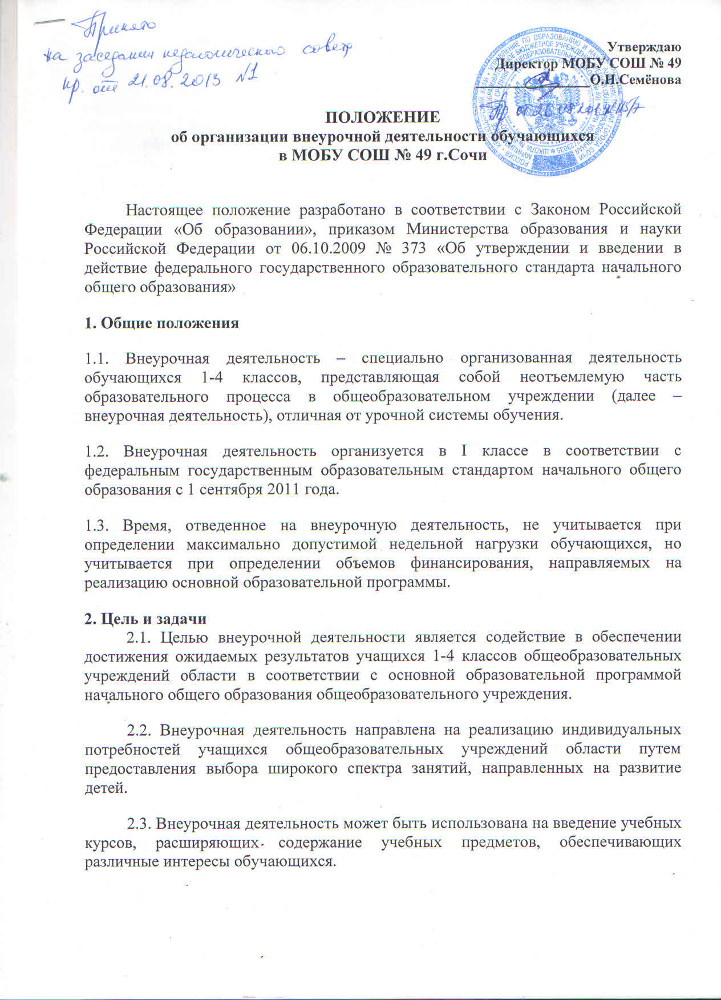 Принято
на заседании педагогического совета
пр. от 21.08.2013 N1
Утверждаю
Директор МОБУ СОШ № 49
О.Н.Семёнова
Пр от 26 08 2013
ПОЛОЖЕНИЕ
об организации внеурочной деятельности обучающихся
в МОБУ СОШ № 49 г.Сочи
Настоящее положение разработано в соответствии с Законом Российской
Федерации «Об образовании», приказом Министерства образования и науки
Российской Федерации от 06.10.2009 № 373 «Об утверждении и введении в
действие федерального государственного образовательного стандарта начального
общего образования»
1. Общие положения
1.1. Внеурочная деятельность – специально организованная деятельность
обучающихся 1-4 классов, представляющая собой неотъемлемую часть
образовательного процесса в общеобразовательном учреждении (далее –
внеурочная деятельность), отличная от урочной системы обучения.
1.2. Внеурочная деятельность организуется в I классе в соответствии с
федеральным государственным образовательным стандартом начального общего
образования с 1 сентября 2011 года.
1.3. Время, отведенное на внеурочную деятельность, не учитывается при
определении максимально допустимой недельной нагрузки обучающихся, но
учитывается при определении объемов финансирования, направляемых на
реализацию основной образовательной программы.
2. Цель и задачи
2.1. Целью внеурочной деятельности является содействие в обеспечении
достижения ожидаемых результатов учащихся 1-4 классов общеобразовательных
учреждений области в соответствии с основной образовательной программой
начального общего образования общеобразовательного учреждения.
2.2. Внеурочная деятельность направлена на реализацию индивидуальных
потребностей учащихся общеобразовательных учреждений области путем
предоставления выбора широкого спектра занятий, направленных на развитие
детей.
2.3. Внеурочная деятельность может быть использована на введение учебных
курсов, расширяющих содержание учебных предметов, обеспечивающих
различные интересы обучающихся.